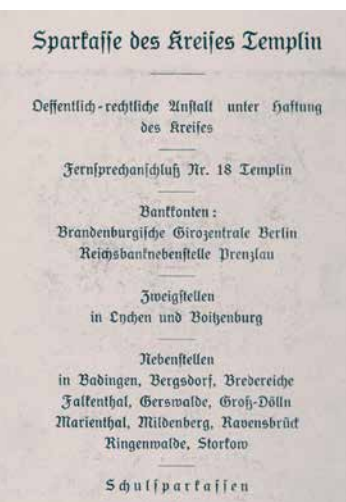 Sparkasse des Kreises Templin
Oeffentlich-rechtliche Anstalt unter Haftung
des Kreises
Fernsprechanschluß Nr. 18 Templin
Bankkonten:
Brandenburgische Girozentrale Berlin
Reichsbanknebenstelle Prenzlau
Zweigstellen
in Lychen und Boitzenburg
Nebenstellen
in Badingen, Bergsdorf, Bredereiche
Falkenthal, Gerswalde, Groß-Dölln
Marienthal, Mildenberg, Ravensbrück
Ringenwalde, Storkow
Schulsparkassen